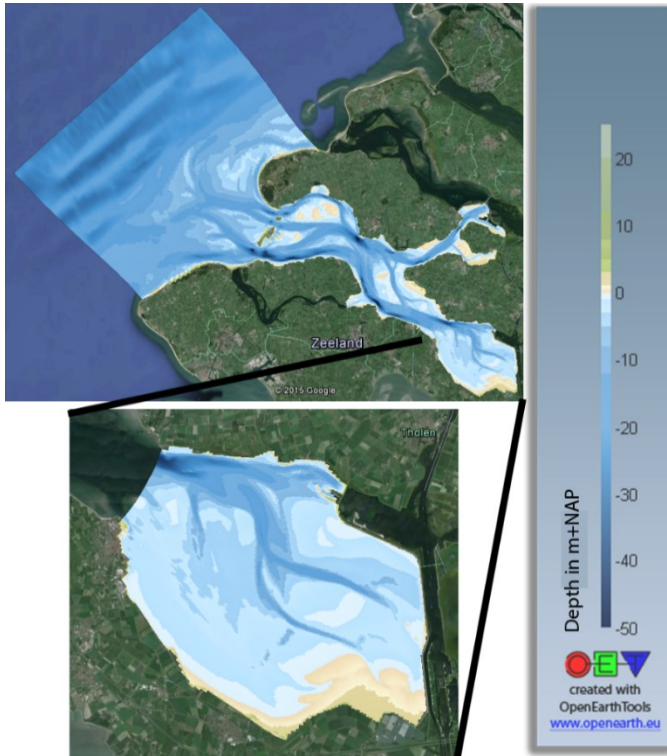 Zeeland
© 2015 Google
Tholen
20
10
0
-10
-20
-30
-40
-50
Depth in m+NAP
OET
created with
OpenEarthTools
www.openearth.eu